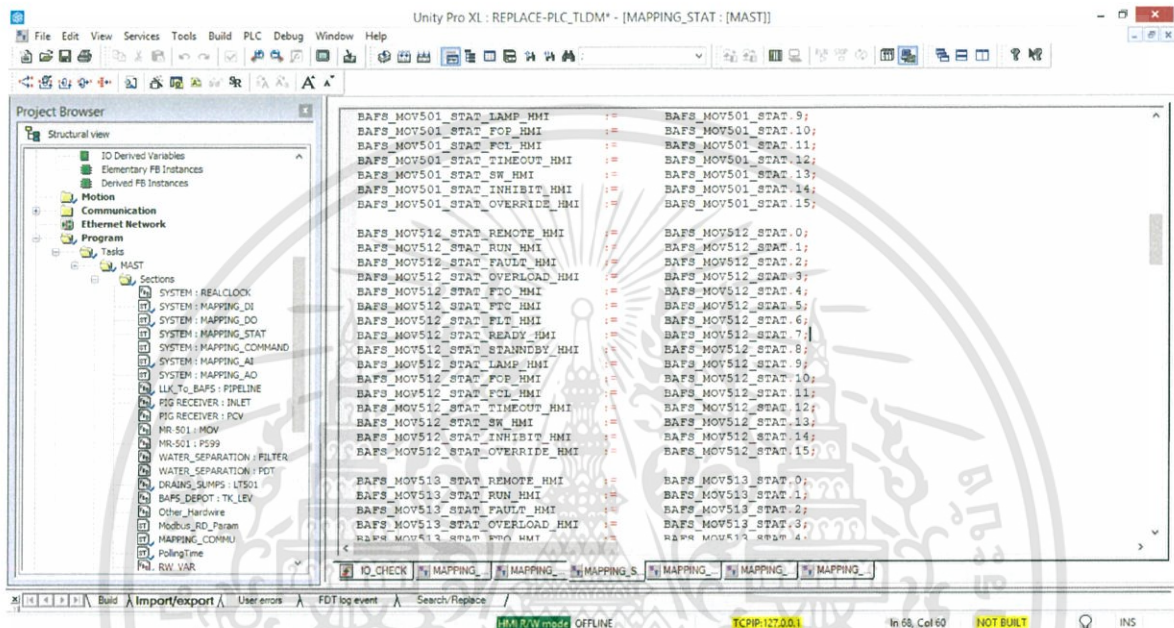 Unity Pro XL : REPLACE-PLC_TLDM* - [MAPPING_STAT : [MAST]]
File Edit View Services Tools Build PLC Debug Window Help
Project Browser
Structural view
IO Derived Variables
Elementary FB Instances
Derived FB Instances
Motion
Communication
Ethernet Network
Program
Tasks
MAST
Sections
SYSTEM : REALCLOCK
SYSTEM : MAPPING_DI
SYSTEM : MAPPING_DO
SYSTEM : MAPPING_STAT
SYSTEM : MAPPING_COMMAND
SYSTEM : MAPPING_AI
SYSTEM : MAPPING_AO
LLK_To_BAFS : PIPELINE
PIG RECEIVER : INLET
PIG RECEIVER : PCV
MR-501 : MOV
MR-501 : PS99
WATER_SEPARATION : FILTER
WATER_SEPARATION : PDT
DRAINS_SUMPS : LT501
BAFS_DEPOT : TK_LEV
Other_Hardwire
Modbus_RD_Param
MAPPING_COMMU
PollingTime
RW_VAR
BAFS_MOV501_STAT_LAMP_HMI := BAFS_MOV501_STAT.9;
BAFS_MOV501_STAT_FOP_HMI := BAFS_MOV501_STAT.10;
BAFS_MOV501_STAT_FCL_HMI := BAFS_MOV501_STAT.11;
BAFS_MOV501_STAT_TIMEOUT_HMI := BAFS_MOV501_STAT.12;
BAFS_MOV501_STAT_SW_HMI := BAFS_MOV501_STAT.13;
BAFS_MOV501_STAT_INHIBIT_HMI := BAFS_MOV501_STAT.14;
BAFS_MOV501_STAT_OVERRIDE_HMI := BAFS_MOV501_STAT.15;
BAFS_MOV512_STAT_REMOTE_HMI := BAFS_MOV512_STAT.0;
BAFS_MOV512_STAT_RUN_HMI := BAFS_MOV512_STAT.1;
BAFS_MOV512_STAT_FAULT_HMI := BAFS_MOV512_STAT.2;
BAFS_MOV512_STAT_OVERLOAD_HMI := BAFS_MOV512_STAT.3;
BAFS_MOV512_STAT_FTO_HMI := BAFS_MOV512_STAT.4;
BAFS_MOV512_STAT_FTC_HMI := BAFS_MOV512_STAT.5;
BAFS_MOV512_STAT_FLT_HMI := BAFS_MOV512_STAT.6;
BAFS_MOV512_STAT_READY_HMI := BAFS_MOV512_STAT.7;
BAFS_MOV512_STAT_STANNDBY_HMI := BAFS_MOV512_STAT.8;
BAFS_MOV512_STAT_LAMP_HMI := BAFS_MOV512_STAT.9;
BAFS_MOV512_STAT_FOP_HMI := BAFS_MOV512_STAT.10;
BAFS_MOV512_STAT_FCL_HMI := BAFS_MOV512_STAT.11;
BAFS_MOV512_STAT_TIMEOUT_HMI := BAFS_MOV512_STAT.12;
BAFS_MOV512_STAT_SW_HMI := BAFS_MOV512_STAT.13;
BAFS_MOV512_STAT_INHIBIT_HMI := BAFS_MOV512_STAT.14;
BAFS_MOV512_STAT_OVERRIDE_HMI := BAFS_MOV512_STAT.15;
BAFS_MOV513_STAT_REMOTE_HMI := BAFS_MOV513_STAT.0;
BAFS_MOV513_STAT_RUN_HMI := BAFS_MOV513_STAT.1;
BAFS_MOV513_STAT_FAULT_HMI := BAFS_MOV513_STAT.2;
BAFS_MOV513_STAT_OVERLOAD_HMI := BAFS_MOV513_STAT.3;
BAFS_MOV513_STAT_FTO_HMI := BAFS_MOV513_STAT.4;
IO_CHECK MAPPING_... MAPPING_... MAPPING_S... MAPPING_... MAPPING_... MAPPING_...
Build Import/export User errors FDT log event Search/Replace
HMI R/W mode OFFLINE TCPIP:127.0.0.1 ln 68, Col 60 NOT BUILT INS